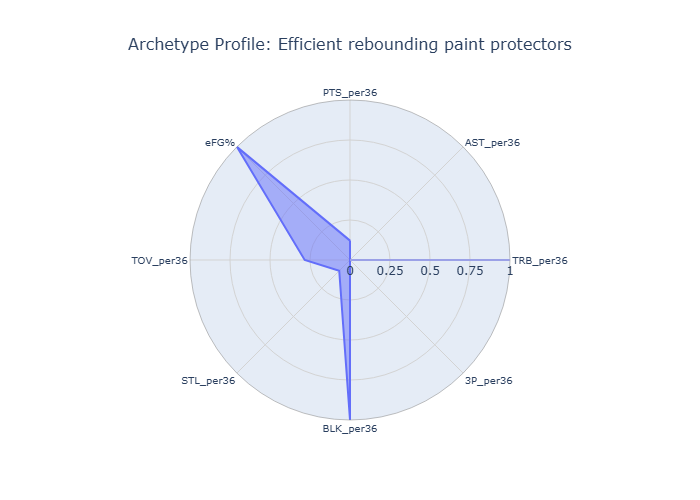 Archetype Profile: Efficient rebounding paint protectors
PTS_per36
eFG%
AST_per36
TOV_per36
TRB_per36
0
0.25
0.5
0.75
1
STL_per36
3P_per36
BLK_per36